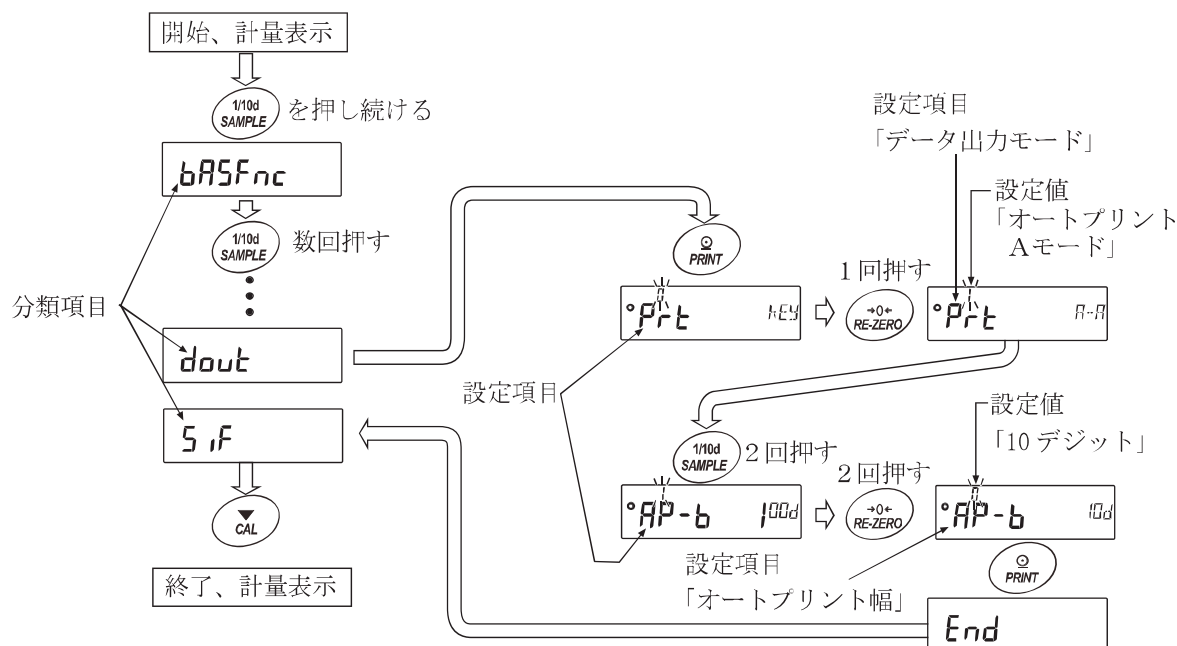 開始、計量表示
1/10d
SAMPLE
を押し続ける
bASFnc
1/10d
SAMPLE
数回押す
分類項目
dout
S iF
CAL
終了、計量表示
PRINT
Prt
KEY
1回押す
→0←
RE-ZERO
設定項目
「データ出力モード」
設定値
「オートプリント
Aモード」
Prt
A-A
設定項目
1/10d
SAMPLE
2回押す
AP-b
100d
2回押す
→0←
RE-ZERO
設定値
「10 デジット」
AP-b
10d
設定項目
「オートプリント幅」
PRINT
End